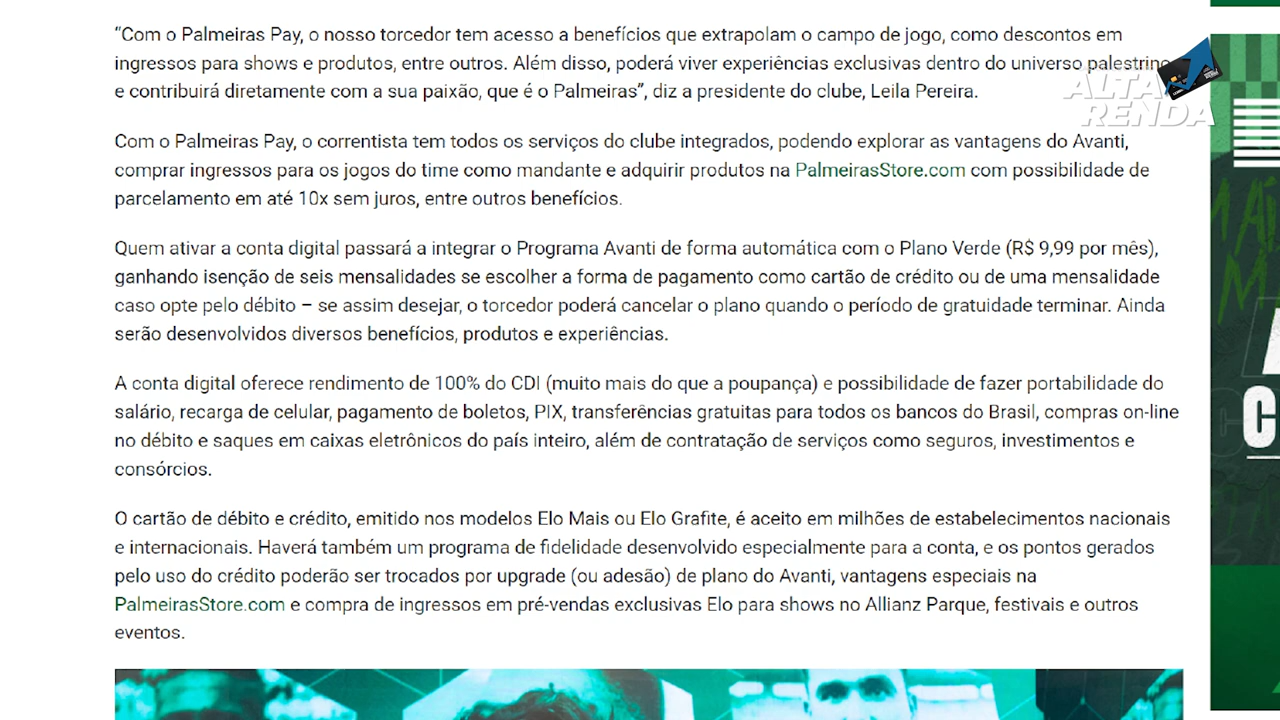 “Com o Palmeiras Pay, o nosso torcedor tem acesso a benefícios que extrapolam o campo de jogo, como descontos em
ingressos para shows e produtos, entre outros. Além disso, poderá viver experiências exclusivas dentro do universo palestrino
e contribuirá diretamente com a sua paixão, que é o Palmeiras”, diz a presidente do clube, Leila Pereira.
ALTA
RENDA
Com o Palmeiras Pay, o correntista tem todos os serviços do clube integrados, podendo explorar as vantagens do Avanti,
comprar ingressos para os jogos do time como mandante e adquirir produtos na PalmeirasStore.com com possibilidade de
parcelamento em até 10x sem juros, entre outros benefícios.
Quem ativar a conta digital passará a integrar o Programa Avanti de forma automática com o Plano Verde (R$ 9,99 por mês),
ganhando isenção de seis mensalidades se escolher a forma de pagamento como cartão de crédito ou de uma mensalidade
caso opte pelo débito – se assim desejar, o torcedor poderá cancelar o plano quando o período de gratuidade terminar. Ainda
serão desenvolvidos diversos benefícios, produtos e experiências.
A conta digital oferece rendimento de 100% do CDI (muito mais do que a poupança) e possibilidade de fazer portabilidade do
salário, recarga de celular, pagamento de boletos, PIX, transferências gratuitas para todos os bancos do Brasil, compras on-line
no débito e saques em caixas eletrônicos do país inteiro, além de contratação de serviços como seguros, investimentos e
consórcios.
O cartão de débito e crédito, emitido nos modelos Elo Mais ou Elo Grafite, é aceito em milhões de estabelecimentos nacionais
e internacionais. Haverá também um programa de fidelidade desenvolvido especialmente para a conta, e os pontos gerados
pelo uso do crédito poderão ser trocados por upgrade (ou adesão) de plano do Avanti, vantagens especiais na
PalmeirasStore.com e compra de ingressos em pré-vendas exclusivas Elo para shows no Allianz Parque, festivais e outros
eventos.